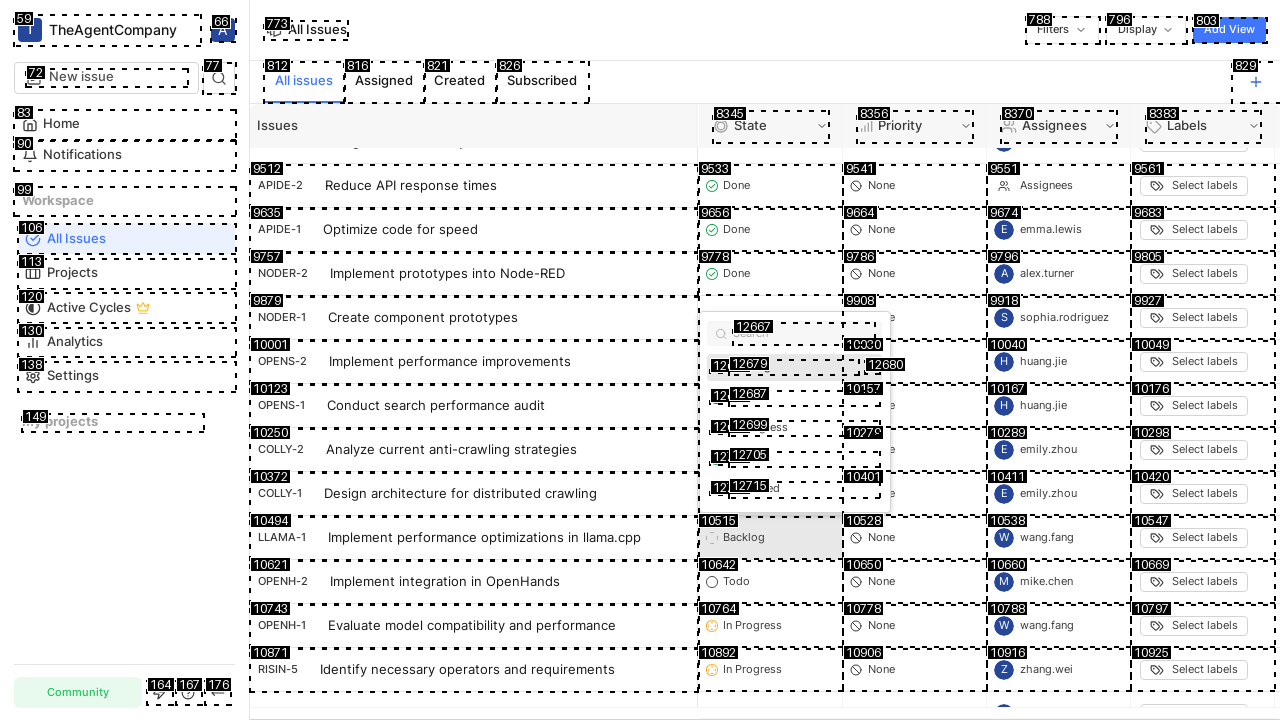 59 T TheAgentCompany 66 A
72 New issue 77
83 Home
90 Notifications
99 Workspace
106 All Issues
113 Projects
120 Active Cycles
130 Analytics
138 Settings
149 My projects
Community 164 167 176
773 All Issues 788 Filters 796 Display 803 Add View
812 All issues 816 Assigned 821 Created 826 Subscribed 829
Issues 8345 State 8356 Priority 8370 Assignees 8383 Labels
9512 APIDE-2 Reduce API response times 9533 Done 9541 None 9551 Assignees 9561 Select labels
9635 APIDE-1 Optimize code for speed 9656 Done 9664 None 9674 E emma.lewis 9683 Select labels
9757 NODER-2 Implement prototypes into Node-RED 9778 Done 9786 None 9796 A alex.turner 9805 Select labels
9879 NODER-1 Create component prototypes 9908 9918 S sophia.rodriguez 9927 Select labels
12667 Search
10001 OPENS-2 Implement performance improvements 12679 12680 10040 H huang.jie 10049 Select labels
10123 OPENS-1 Conduct search performance audit 12687 10157 10167 H huang.jie 10176 Select labels
10250 COLLY-2 Analyze current anti-crawling strategies 12699 10279 10289 E emily.zhou 10298 Select labels
10372 COLLY-1 Design architecture for distributed crawling 12705 12715 10401 10411 E emily.zhou 10420 Select labels
10494 LLAMA-1 Implement performance optimizations in llama.cpp 10515 Backlog 10528 None 10538 W wang.fang 10547 Select labels
10621 OPENH-2 Implement integration in OpenHands 10642 Todo 10650 None 10660 M mike.chen 10669 Select labels
10743 OPENH-1 Evaluate model compatibility and performance 10764 In Progress 10778 None 10788 W wang.fang 10797 Select labels
10871 RISIN-5 Identify necessary operators and requirements 10892 In Progress 10906 None 10916 Z zhang.wei 10925 Select labels